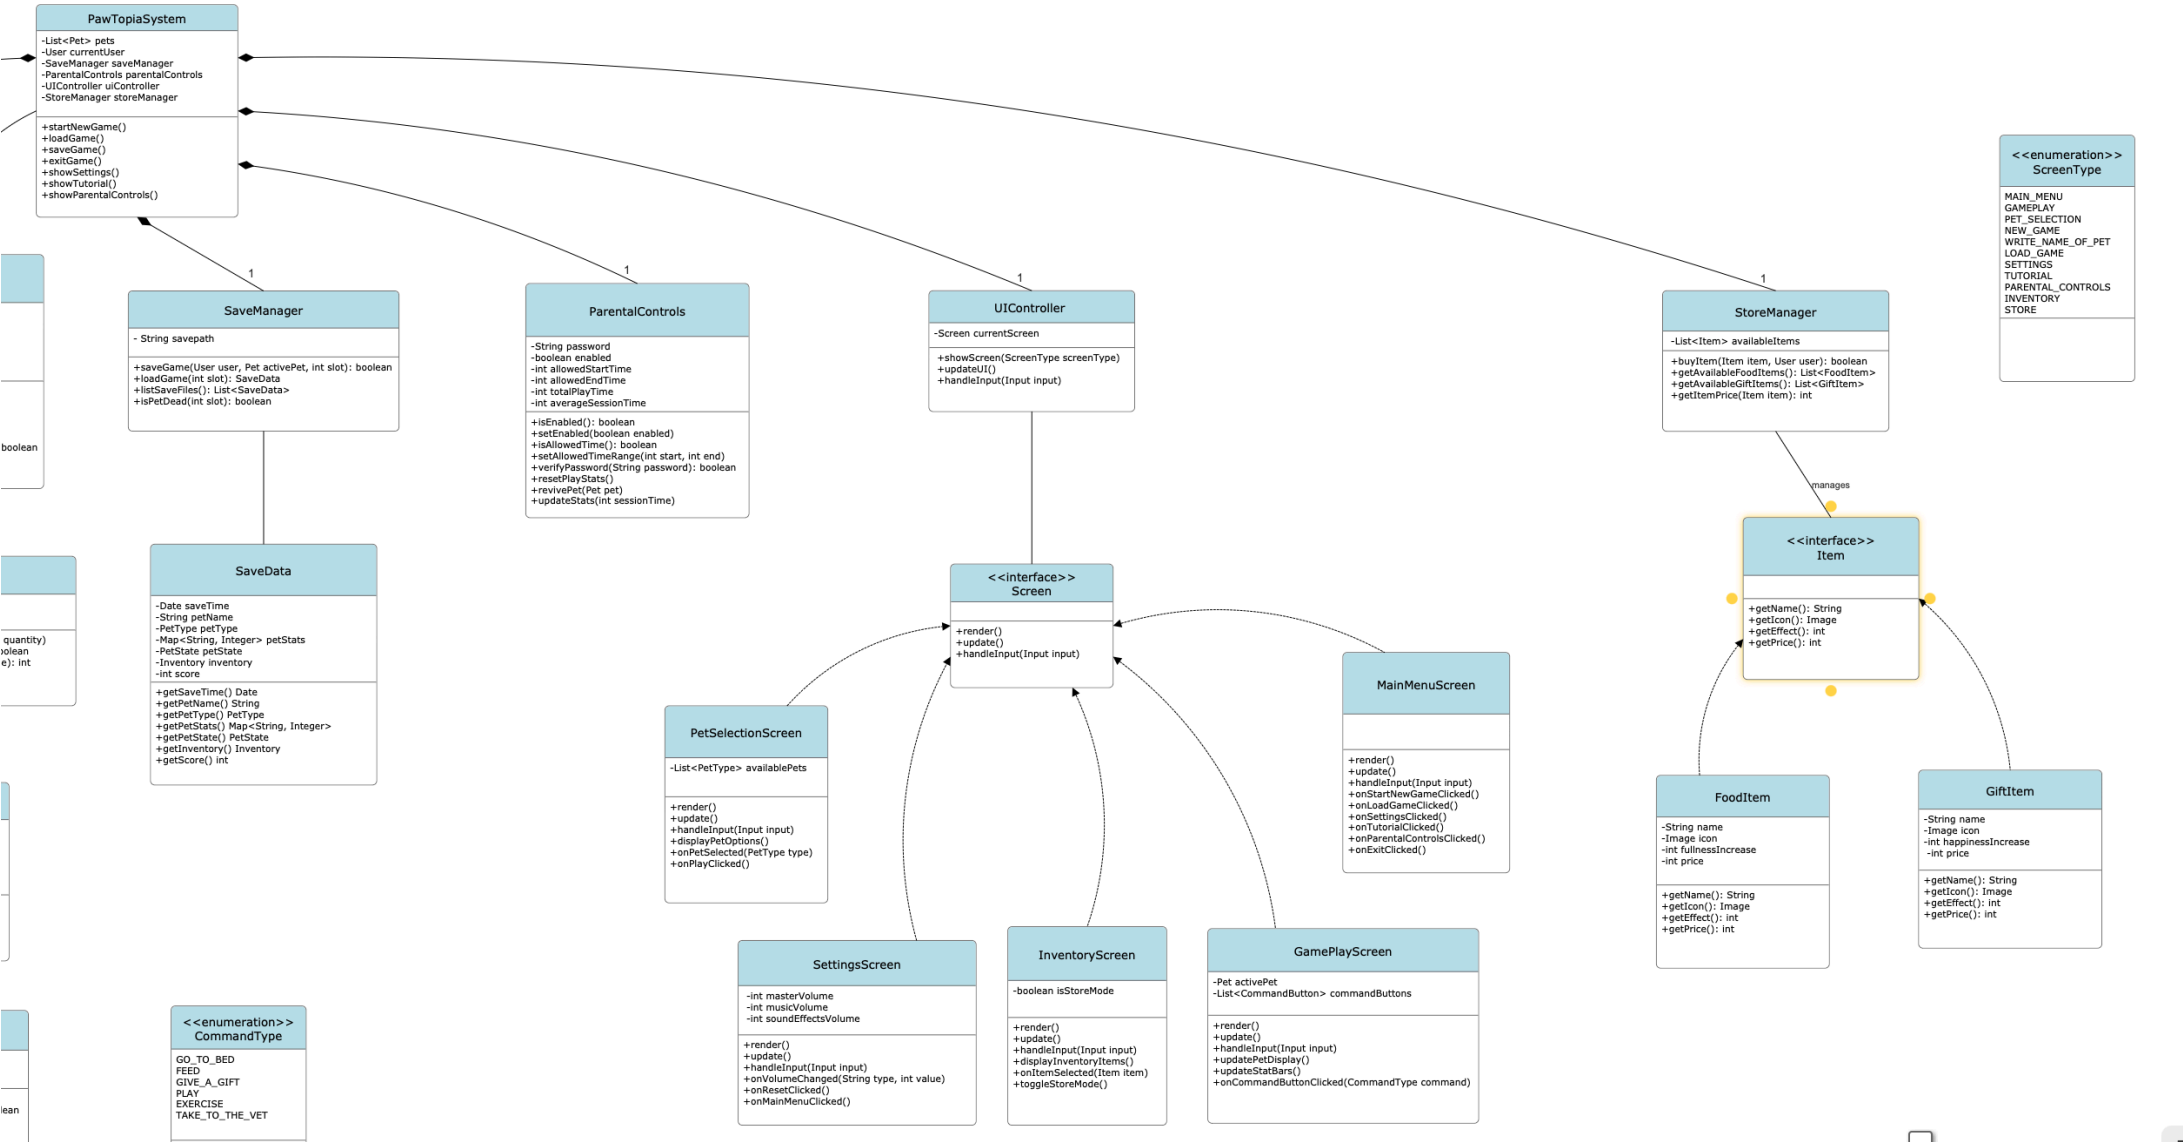 PawTopiaSystem
-List<Pet> pets
-User currentUser
-SaveManager saveManager
-ParentalControls parentalControls
-UIController uiController
-StoreManager storeManager
+startNewGame()
+loadGame()
+saveGame()
+exitGame()
+showSettings()
+showTutorial()
+showParentalControls()
<<enumeration>>
ScreenType
MAIN_MENU
GAMEPLAY
PET_SELECTION
NEW_GAME
WRITE_NAME_OF_PET
LOAD_GAME
SETTINGS
TUTORIAL
PARENTAL_CONTROLS
INVENTORY
STORE
1
1
1
1
boolean
SaveManager
- String savepath
+saveGame(User user, Pet activePet, int slot): boolean
+loadGame(int slot): SaveData
+listSaveFiles(): List<SaveData>
+isPetDead(int slot): boolean
ParentalControls
-String password
-boolean enabled
-int allowedStartTime
-int allowedEndTime
-int totalPlayTime
-int averageSessionTime
+isEnabled(): boolean
+setEnabled(boolean enabled)
+isAllowedTime(): boolean
+setAllowedTimeRange(int start, int end)
+verifyPassword(String password): boolean
+resetPlayStats()
+revivePet(Pet pet)
+updateStats(int sessionTime)
UIController
-Screen currentScreen
+showScreen(ScreenType screenType)
+updateUI()
+handleInput(Input input)
StoreManager
-List<Item> availableItems
+buyItem(Item item, User user): boolean
+getAvailableFoodItems(): List<FoodItem>
+getAvailableGiftItems(): List<GiftItem>
+getItemPrice(Item item): int
manages
quantity)
olean
e): int
SaveData
-Date saveTime
-String petName
-PetType petType
-Map<String, Integer> petStats
-PetState petState
-Inventory inventory
-int score
+getSaveTime() Date
+getPetName() String
+getPetType() PetType
+getPetStats() Map<String, Integer>
+getPetState() PetState
+getInventory() Inventory
+getScore() int
<<interface>>
Screen
+render()
+update()
+handleInput(Input input)
<<interface>>
Item
+getName(): String
+getIcon(): Image
+getEffect(): int
+getPrice(): int
PetSelectionScreen
-List<PetType> availablePets
+render()
+update()
+handleInput(Input input)
+displayPetOptions()
+onPetSelected(PetType type)
+onPlayClicked()
MainMenuScreen
+render()
+update()
+handleInput(Input input)
+onStartNewGameClicked()
+onLoadGameClicked()
+onSettingsClicked()
+onTutorialClicked()
+onParentalControlsClicked()
+onExitClicked()
FoodItem
-String name
-Image icon
-int fullnessIncrease
-int price
+getName(): String
+getIcon(): Image
+getEffect(): int
+getPrice(): int
GiftItem
-String name
-Image icon
-int happinessIncrease
-int price
+getName(): String
+getIcon(): Image
+getEffect(): int
+getPrice(): int
lean
<<enumeration>>
CommandType
GO_TO_BED
FEED
GIVE_A_GIFT
PLAY
EXERCISE
TAKE_TO_THE_VET
SettingsScreen
-int masterVolume
-int musicVolume
-int soundEffectsVolume
+render()
+update()
+handleInput(Input input)
+onVolumeChanged(String type, int value)
+onResetClicked()
+onMainMenuClicked()
InventoryScreen
-boolean isStoreMode
+render()
+update()
+handleInput(Input input)
+displayInventoryItems()
+onItemSelected(Item item)
+toggleStoreMode()
GamePlayScreen
-Pet activePet
-List<CommandButton> commandButtons
+render()
+update()
+handleInput(Input input)
+updatePetDisplay()
+updateStatBars()
+onCommandButtonClicked(CommandType command)